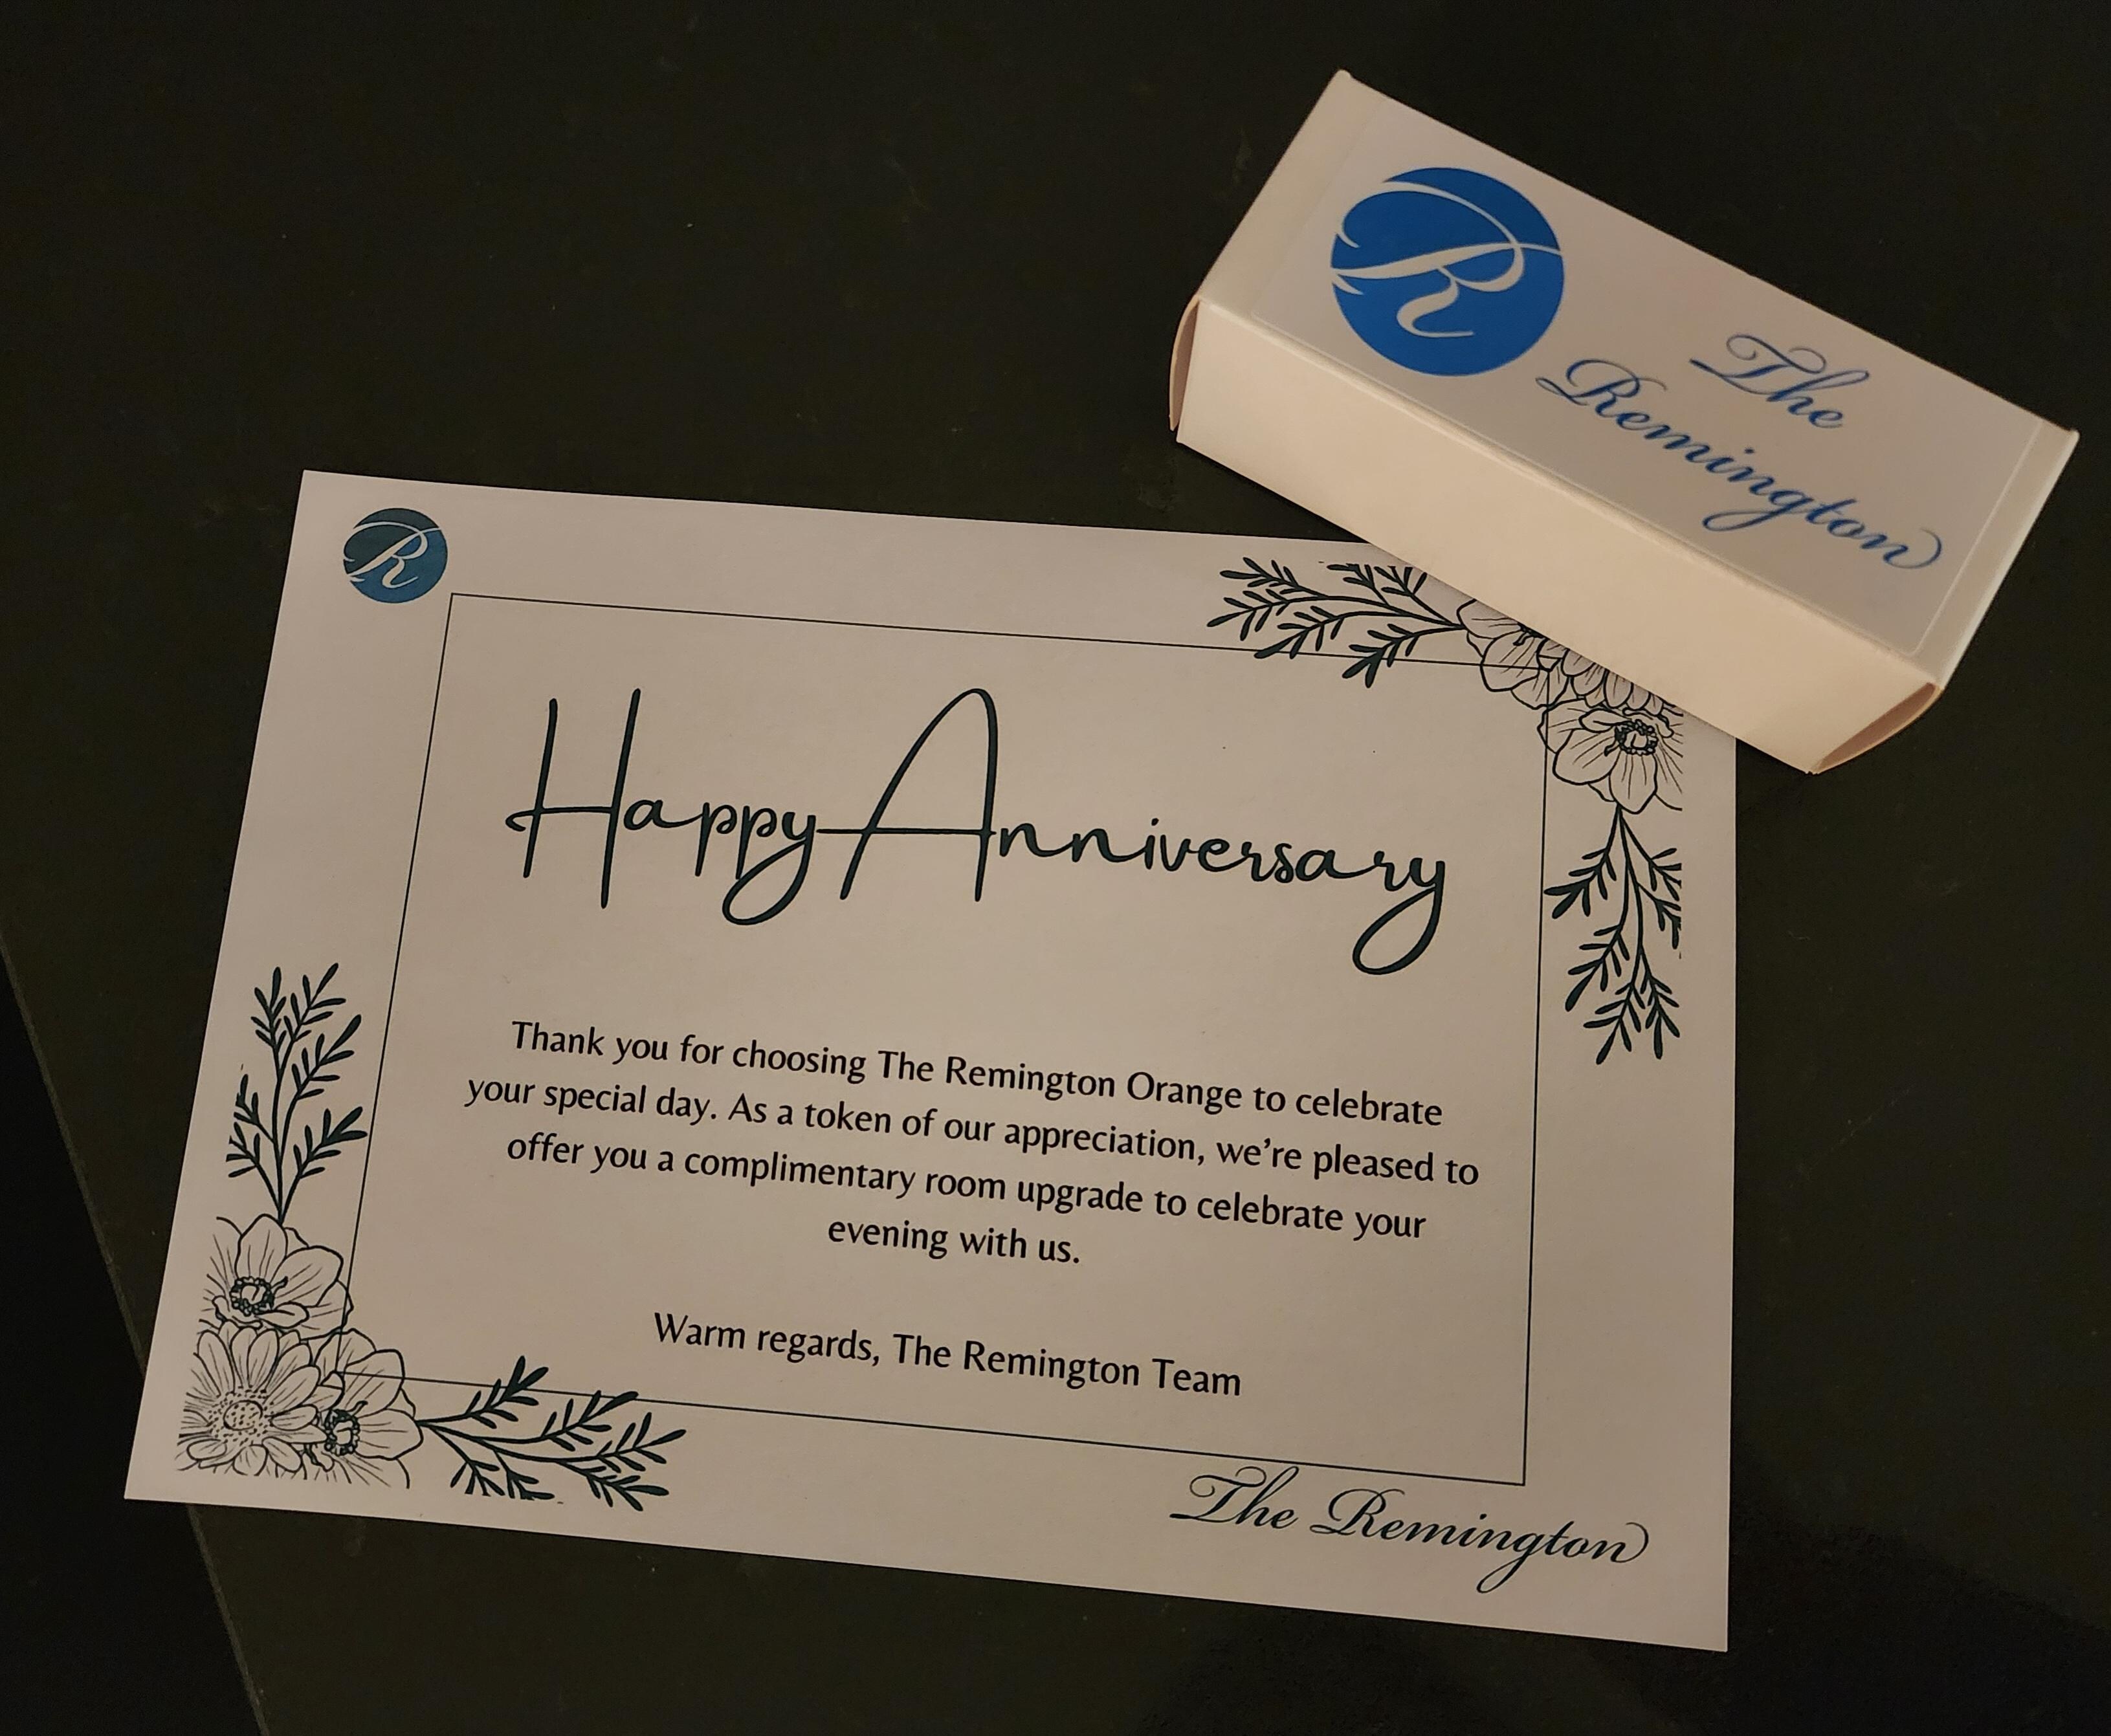 R
The
Remington
R
Happy Anniversary
Thank you for choosing The Remington Orange to celebrate
your special day. As a token of our appreciation, we're pleased to
offer you a complimentary room upgrade to celebrate your
evening with us.
Warm regards, The Remington Team
The Remington